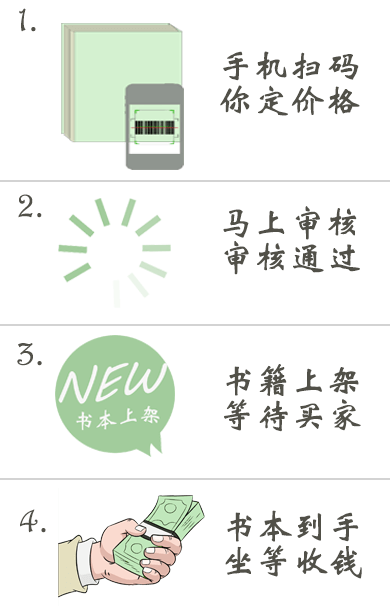 1.
手机扫码
你定价格
2.
马上审核
审核通过
3.
NEW
书本上架
书籍上架
等待买家
4.
书本到手
坐等收钱